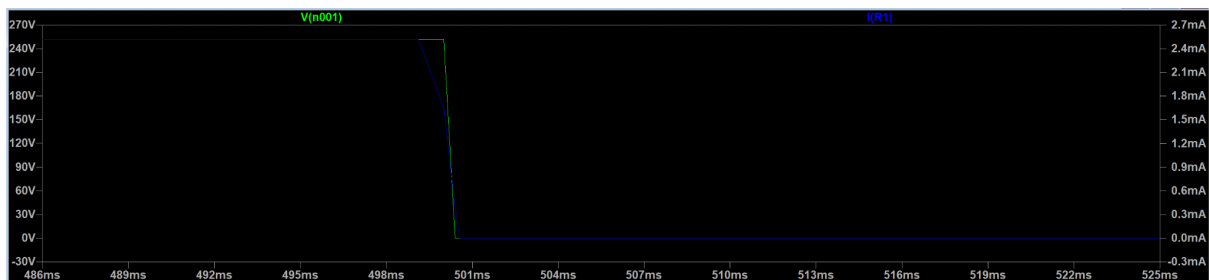 V(n001) I(R1)
270V 2.7mA
240V 2.4mA
210V 2.1mA
180V 1.8mA
150V 1.5mA
120V 1.2mA
90V 0.9mA
60V 0.6mA
30V 0.3mA
0V 0.0mA
-30V -0.3mA
486ms 489ms 492ms 495ms 498ms 501ms 504ms 507ms 510ms 513ms 516ms 519ms 522ms 525ms